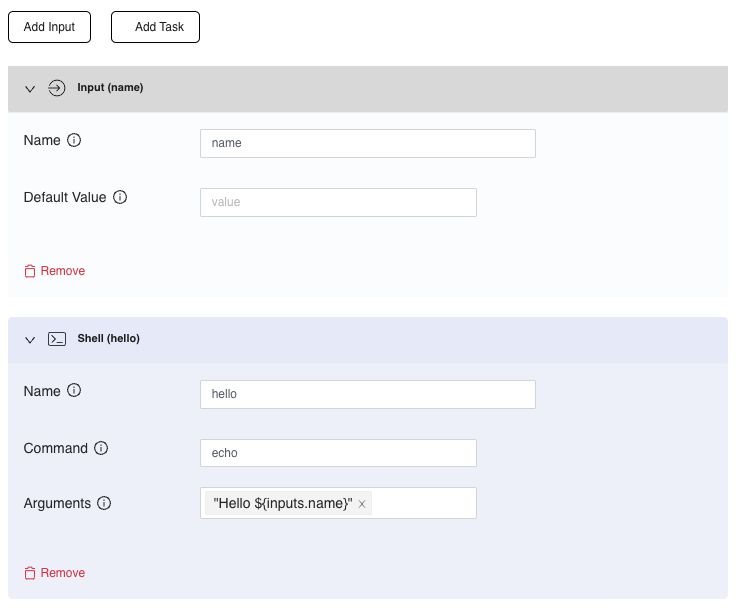 Add Input
Add Task
Input (name)
Name
name
Default Value
value
Remove
Shell (hello)
Name
hello
Command
echo
Arguments
"Hello ${inputs.name}"
Remove